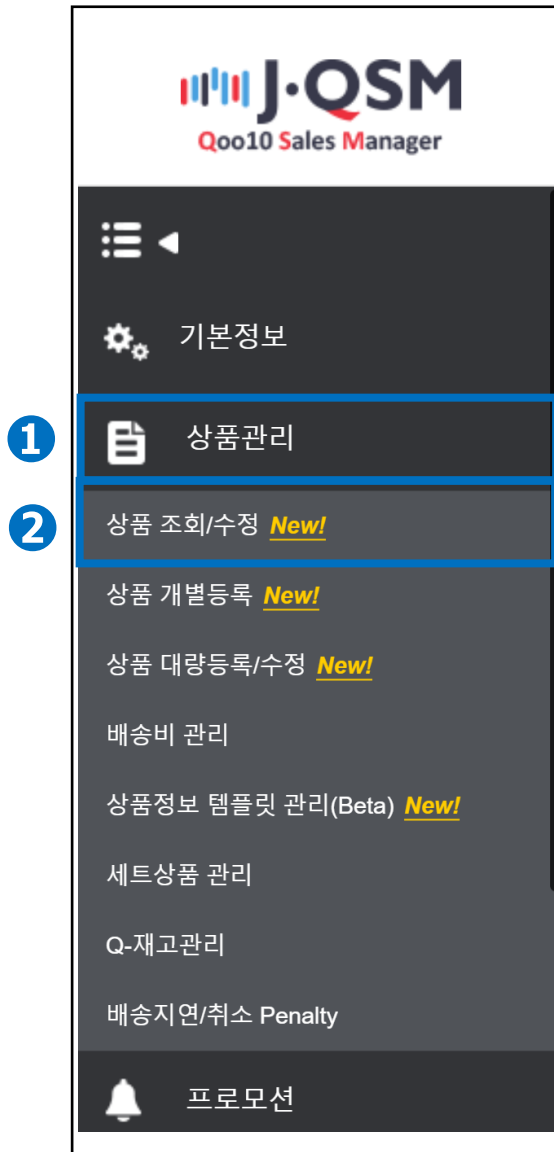 J·QSM
Qoo10 Sales Manager
기본정보
1 상품관리
2 상품 조회/수정 New!
상품 개별등록 New!
상품 대량등록/수정 New!
배송비 관리
상품정보 템플릿 관리(Beta) New!
세트상품 관리
Q-재고관리
배송지연/취소 Penalty
프로모션